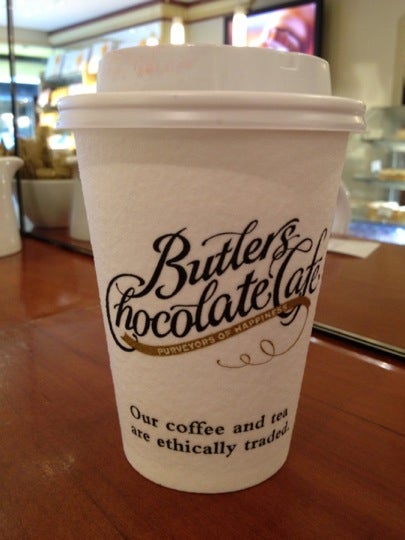 Butlers
Chocolate Café
PURVEYORS OF HAPPINESS
Our coffee and tea
are ethically traded.